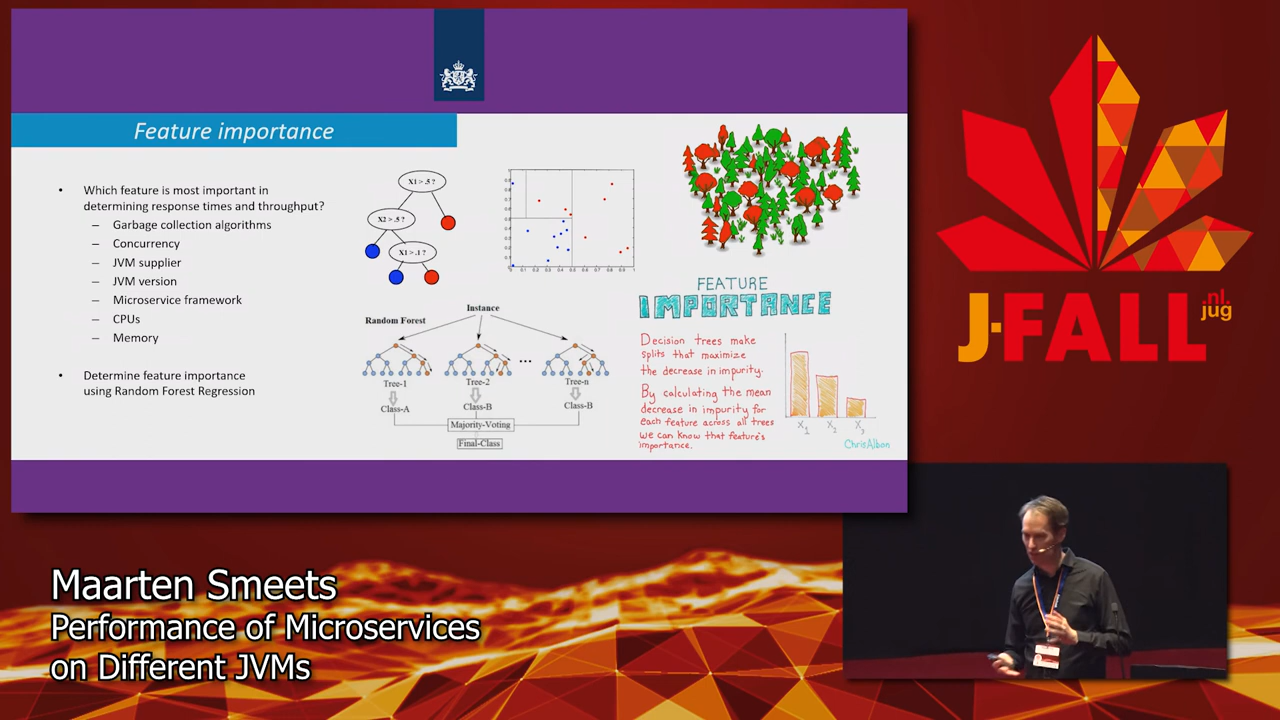 Feature importance
• Which feature is most important in
determining response times and throughput?
– Garbage collection algorithms
– Concurrency
– JVM supplier
– JVM version
– Microservice framework
– CPUs
– Memory
• Determine feature importance
using Random Forest Regression
X1 > .5 ?
X2 > .5 ?
X1 > .1 ?
Random Forest
Instance
...
Tree-1
Tree-2
Tree-n
Class-A
Class-B
Class-B
Majority-Voting
Final-Class
FEATURE
IMPORTANCE
Decision trees make
splits that maximize
the decrease in impurity.
By calculating the mean
decrease in impurity for
each feature across all trees
we can know that feature's
importance.
X1 X2 X3
ChrisAlbon
J-FALL
nl.
jug
Maarten Smeets
Performance of Microservices
on Different JVMs